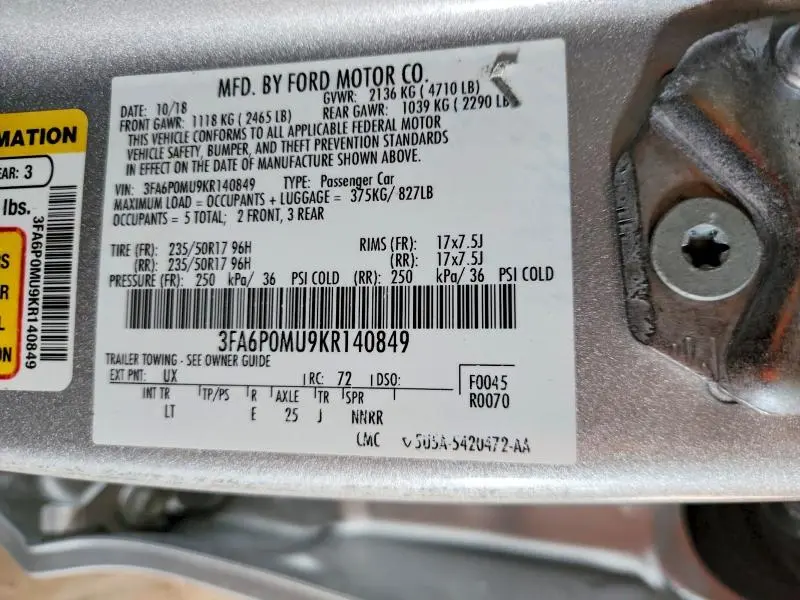 MFD. BY FORD MOTOR CO.
DATE: 10/18 GVWR: 2136 KG ( 4710 LB)
FRONT GAWR: 1118 KG ( 2465 LB) REAR GAWR: 1039 KG ( 2290 LB
THIS VEHICLE CONFORMS TO ALL APPLICABLE FEDERAL MOTOR
VEHICLE SAFETY, BUMPER, AND THEFT PREVENTION STANDARDS
IN EFFECT ON THE DATE OF MANUFACTURE SHOWN ABOVE.
VIN: 3FA6P0MU9KR140849 TYPE: Passenger Car
MAXIMUM LOAD = OCCUPANTS + LUGGAGE = 375KG/ 827LB
OCCUPANTS = 5 TOTAL; 2 FRONT, 3 REAR
TIRE (FR): 235/50R17 96H RIMS (FR): 17x7.5J
(RR): 235/50R17 96H (RR): 17x7.5J
PRESSURE (FR): 250 kPa/ 36 PSI COLD (RR): 250 kPa/ 36 PSI COLD
3FA6P0MU9KR140849
TRAILER TOWING - SEE OWNER GUIDE
EXT PNT: UX RC: 72 DSO: F0045
INT TR TP/PS R AXLE TR SPR R0070
LT E 25 J NNRR
CMC 5U5A-5420472-AA
MATION
EAR: 3
lbs.
3FA6P0MU9KR140849
RS
R
L
ON